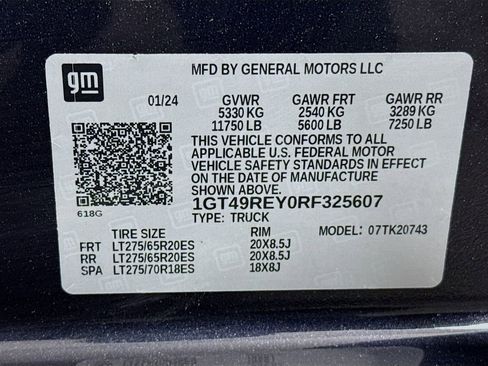 gm
MFD BY GENERAL MOTORS LLC
01/24 GVWR GAWR FRT GAWR RR
5330 KG 2540 KG 3289 KG
11750 LB 5600 LB 7250 LB
THIS VEHICLE CONFORMS TO ALL
APPLICABLE U.S. FEDERAL MOTOR
VEHICLE SAFETY STANDARDS IN EFFECT
ON THE DATE OF MANUFACTURE
SHOWN ABOVE.
618G
1GT49REY0RF325607
TYPE: TRUCK
TIRE SIZE RIM MODEL: 07TK20743
FRT LT275/65R20ES 20X8.5J
RR LT275/65R20ES 20X8.5J
SPA LT275/70R18ES 18X8J